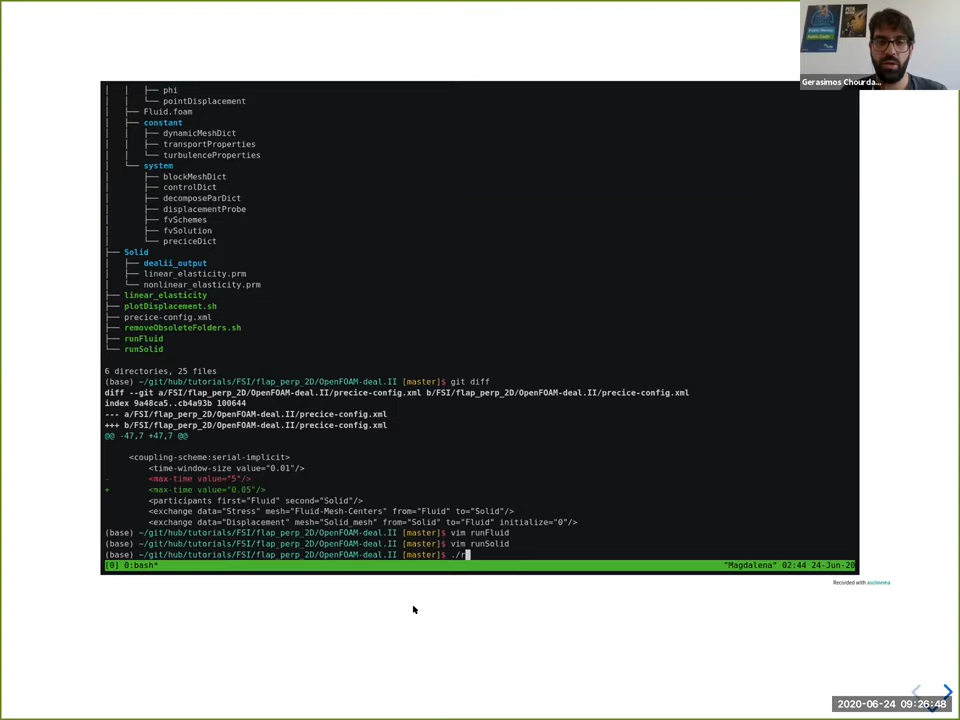 Gerasimos Chourda...
│   │   ├── phi
│   │   └── pointDisplacement
│   ├── Fluid.foam
│   ├── constant
│   │   ├── dynamicMeshDict
│   │   ├── transportProperties
│   │   └── turbulenceProperties
│   └── system
│       ├── blockMeshDict
│       ├── controlDict
│       ├── decomposeParDict
│       ├── displacementProbe
│       ├── fvSchemes
│       ├── fvSolution
│       └── preciceDict
├── Solid
│   ├── dealii_output
│   ├── linear_elasticity.prm
│   └── nonlinear_elasticity.prm
├── linear_elasticity
├── plotDisplacement.sh
├── precice-config.xml
├── removeObsoleteFolders.sh
├── runFluid
└── runSolid
6 directories, 25 files
(base) ~/git/hub/tutorials/FSI/flap_perp_2D/OpenFOAM-deal.II [master]$ git diff
diff --git a/FSI/flap_perp_2D/OpenFOAM-deal.II/precice-config.xml b/FSI/flap_perp_2D/OpenFOAM-deal.II/precice-config.xml
index 9a48ca5..cb4a93b 100644
--- a/FSI/flap_perp_2D/OpenFOAM-deal.II/precice-config.xml
+++ b/FSI/flap_perp_2D/OpenFOAM-deal.II/precice-config.xml
@@ -47,7 +47,7 @@
<coupling-scheme:serial-implicit>
<time-window-size value="0.01"/>
- <max-time value="5"/>
+ <max-time value="0.05"/>
<participants first="Fluid" second="Solid"/>
<exchange data="Stress" mesh="Fluid-Mesh-Centers" from="Fluid" to="Solid"/>
<exchange data="Displacement" mesh="Solid_mesh" from="Solid" to="Fluid" initialize="0"/>
(base) ~/git/hub/tutorials/FSI/flap_perp_2D/OpenFOAM-deal.II [master]$ vim runFluid
(base) ~/git/hub/tutorials/FSI/flap_perp_2D/OpenFOAM-deal.II [master]$ vim runSolid
(base) ~/git/hub/tutorials/FSI/flap_perp_2D/OpenFOAM-deal.II [master]$ ./r
[0] 0:bash* "Magdalena" 02:44 24-Jun-20
Recorded with asciinema
2020-06-24 09:26:48